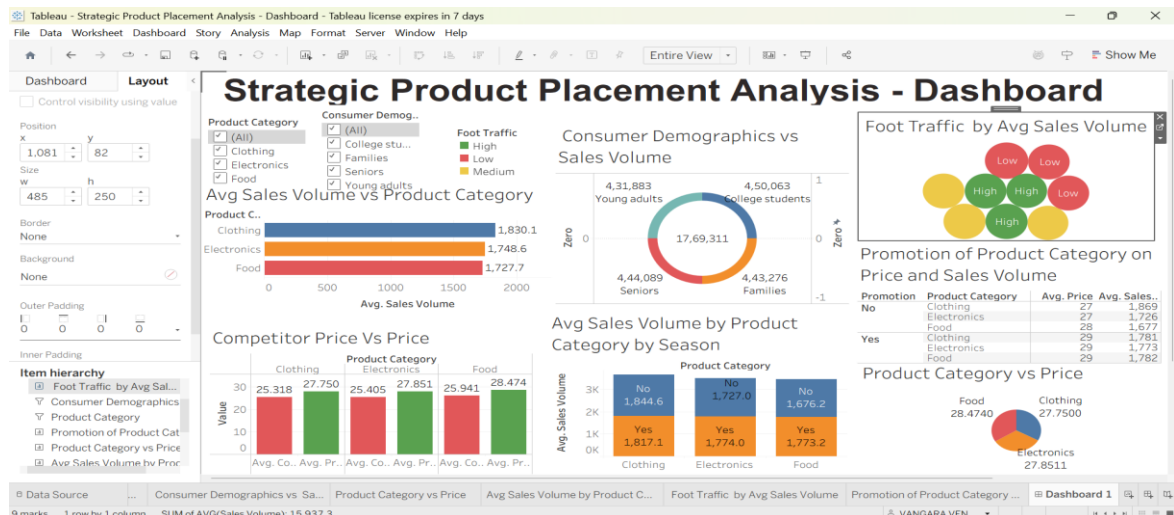 Tableau - Strategic Product Placement Analysis - Dashboard - Tableau license expires in 7 days
File Data Worksheet Dashboard Story Analysis Map Format Server Window Help
Entire View
Show Me
Dashboard Layout
Control visibility using value
Position
x y
1,081 82
Size
w h
485 250
Border
None
Background
None
Outer Padding
0 0 0 0
Inner Padding
Item hierarchy
Foot Traffic by Avg Sal...
Consumer Demographics
Product Category
Promotion of Product Cat
Product Category vs Price
Avg Sales Volume by Proc
Strategic Product Placement Analysis - Dashboard
Product Category
(All)
Clothing
Electronics
Food
Consumer Demog..
(All)
College stu...
Families
Seniors
Young adults
Foot Traffic
High
Low
Medium
Avg Sales Volume vs Product Category
Product C..
Clothing 1,830.1
Electronics 1,748.6
Food 1,727.7
0 500 1000 1500 2000
Avg. Sales Volume
Consumer Demographics vs
Sales Volume
4,31,883 4,50,063
Young adults College students
17,69,311
4,44,089 4,43,276
Seniors Families
Zero 0
1
0
-1
Zero
Foot Traffic by Avg Sales Volume
Low Low
High High Low
High
Promotion of Product Category on
Price and Sales Volume
Promotion Product Category Avg. Price Avg. Sales..
No Clothing 27 1,869
Electronics 27 1,726
Food 28 1,677
Yes Clothing 29 1,781
Electronics 29 1,773
Food 29 1,782
Competitor Price Vs Price
Product Category
Clothing Electronics Food
25.318 27.750 25.405 27.851 25.941 28.474
Value
30
20
10
0
Avg. Co... Avg. Pr.. Avg. Co.. Avg. Pr... Avg. Co.. Avg. Pr..
Avg Sales Volume by Product
Category by Season
Product Category
Avg. Sales Volume
3K
2K
1K
0K
No No No
1,844.6 1,727.0 1,676.2
Yes Yes Yes
1,817.1 1,774.0 1,773.2
Clothing Electronics Food
Product Category vs Price
Food Clothing
28.4740 27.7500
Electronics
27.8511
Data Source ... Consumer Demographics vs Sa... Product Category vs Price Avg Sales Volume by Product C... Foot Traffic by Avg Sales Volume Promotion of Product Category ... Dashboard 1
9 marks 1 row by 1 column SUM of AVG(Sales Volume): 15,937.3 VANGARA VEN